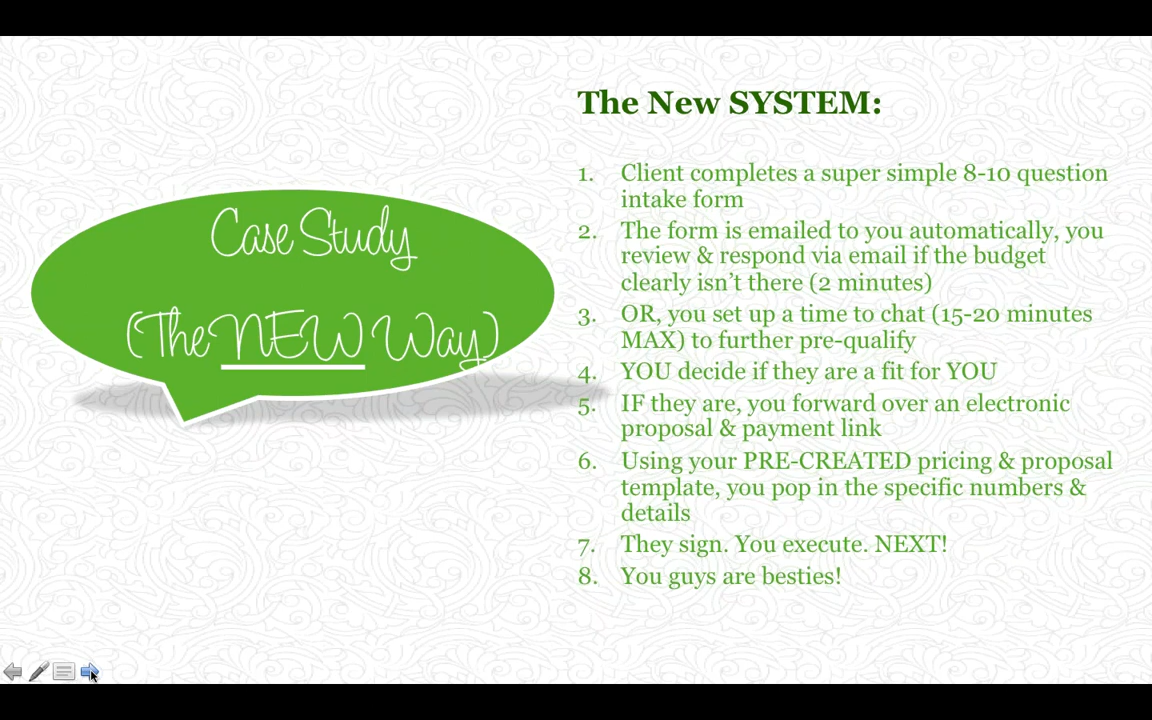 Case Study
(The NEW Way)
The New SYSTEM:
1. Client completes a super simple 8-10 question
intake form
2. The form is emailed to you automatically, you
review & respond via email if the budget
clearly isn’t there (2 minutes)
3. OR, you set up a time to chat (15-20 minutes
MAX) to further pre-qualify
4. YOU decide if they are a fit for YOU
5. IF they are, you forward over an electronic
proposal & payment link
6. Using your PRE-CREATED pricing & proposal
template, you pop in the specific numbers &
details
7. They sign. You execute. NEXT!
8. You guys are besties!